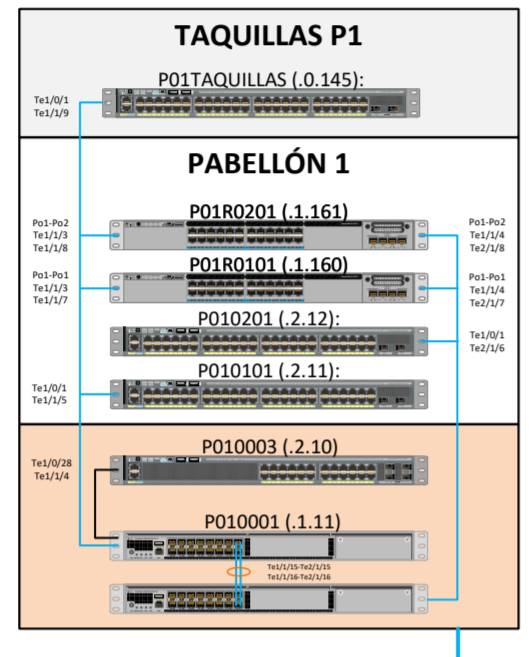 TAQUILLAS P1
P01TAQUILLAS (.0.145):
Te1/0/1
Te1/1/9
PABELLÓN 1
P01R0201 (.1.161)
Po1-Po2
Te1/1/3
Te1/1/8
Po1-Po2
Te1/1/4
Te2/1/8
P01R0101 (.1.160)
Po1-Po1
Te1/1/3
Te1/1/7
Po1-Po1
Te1/1/4
Te2/1/7
P010201 (.2.12):
Te1/0/1
Te2/1/6
P010101 (.2.11):
Te1/0/1
Te1/1/5
P010003 (.2.10)
Te1/0/28
Te1/1/4
P010001 (.1.11)
Te1/1/15-Te2/1/15
Te1/1/16-Te2/1/16